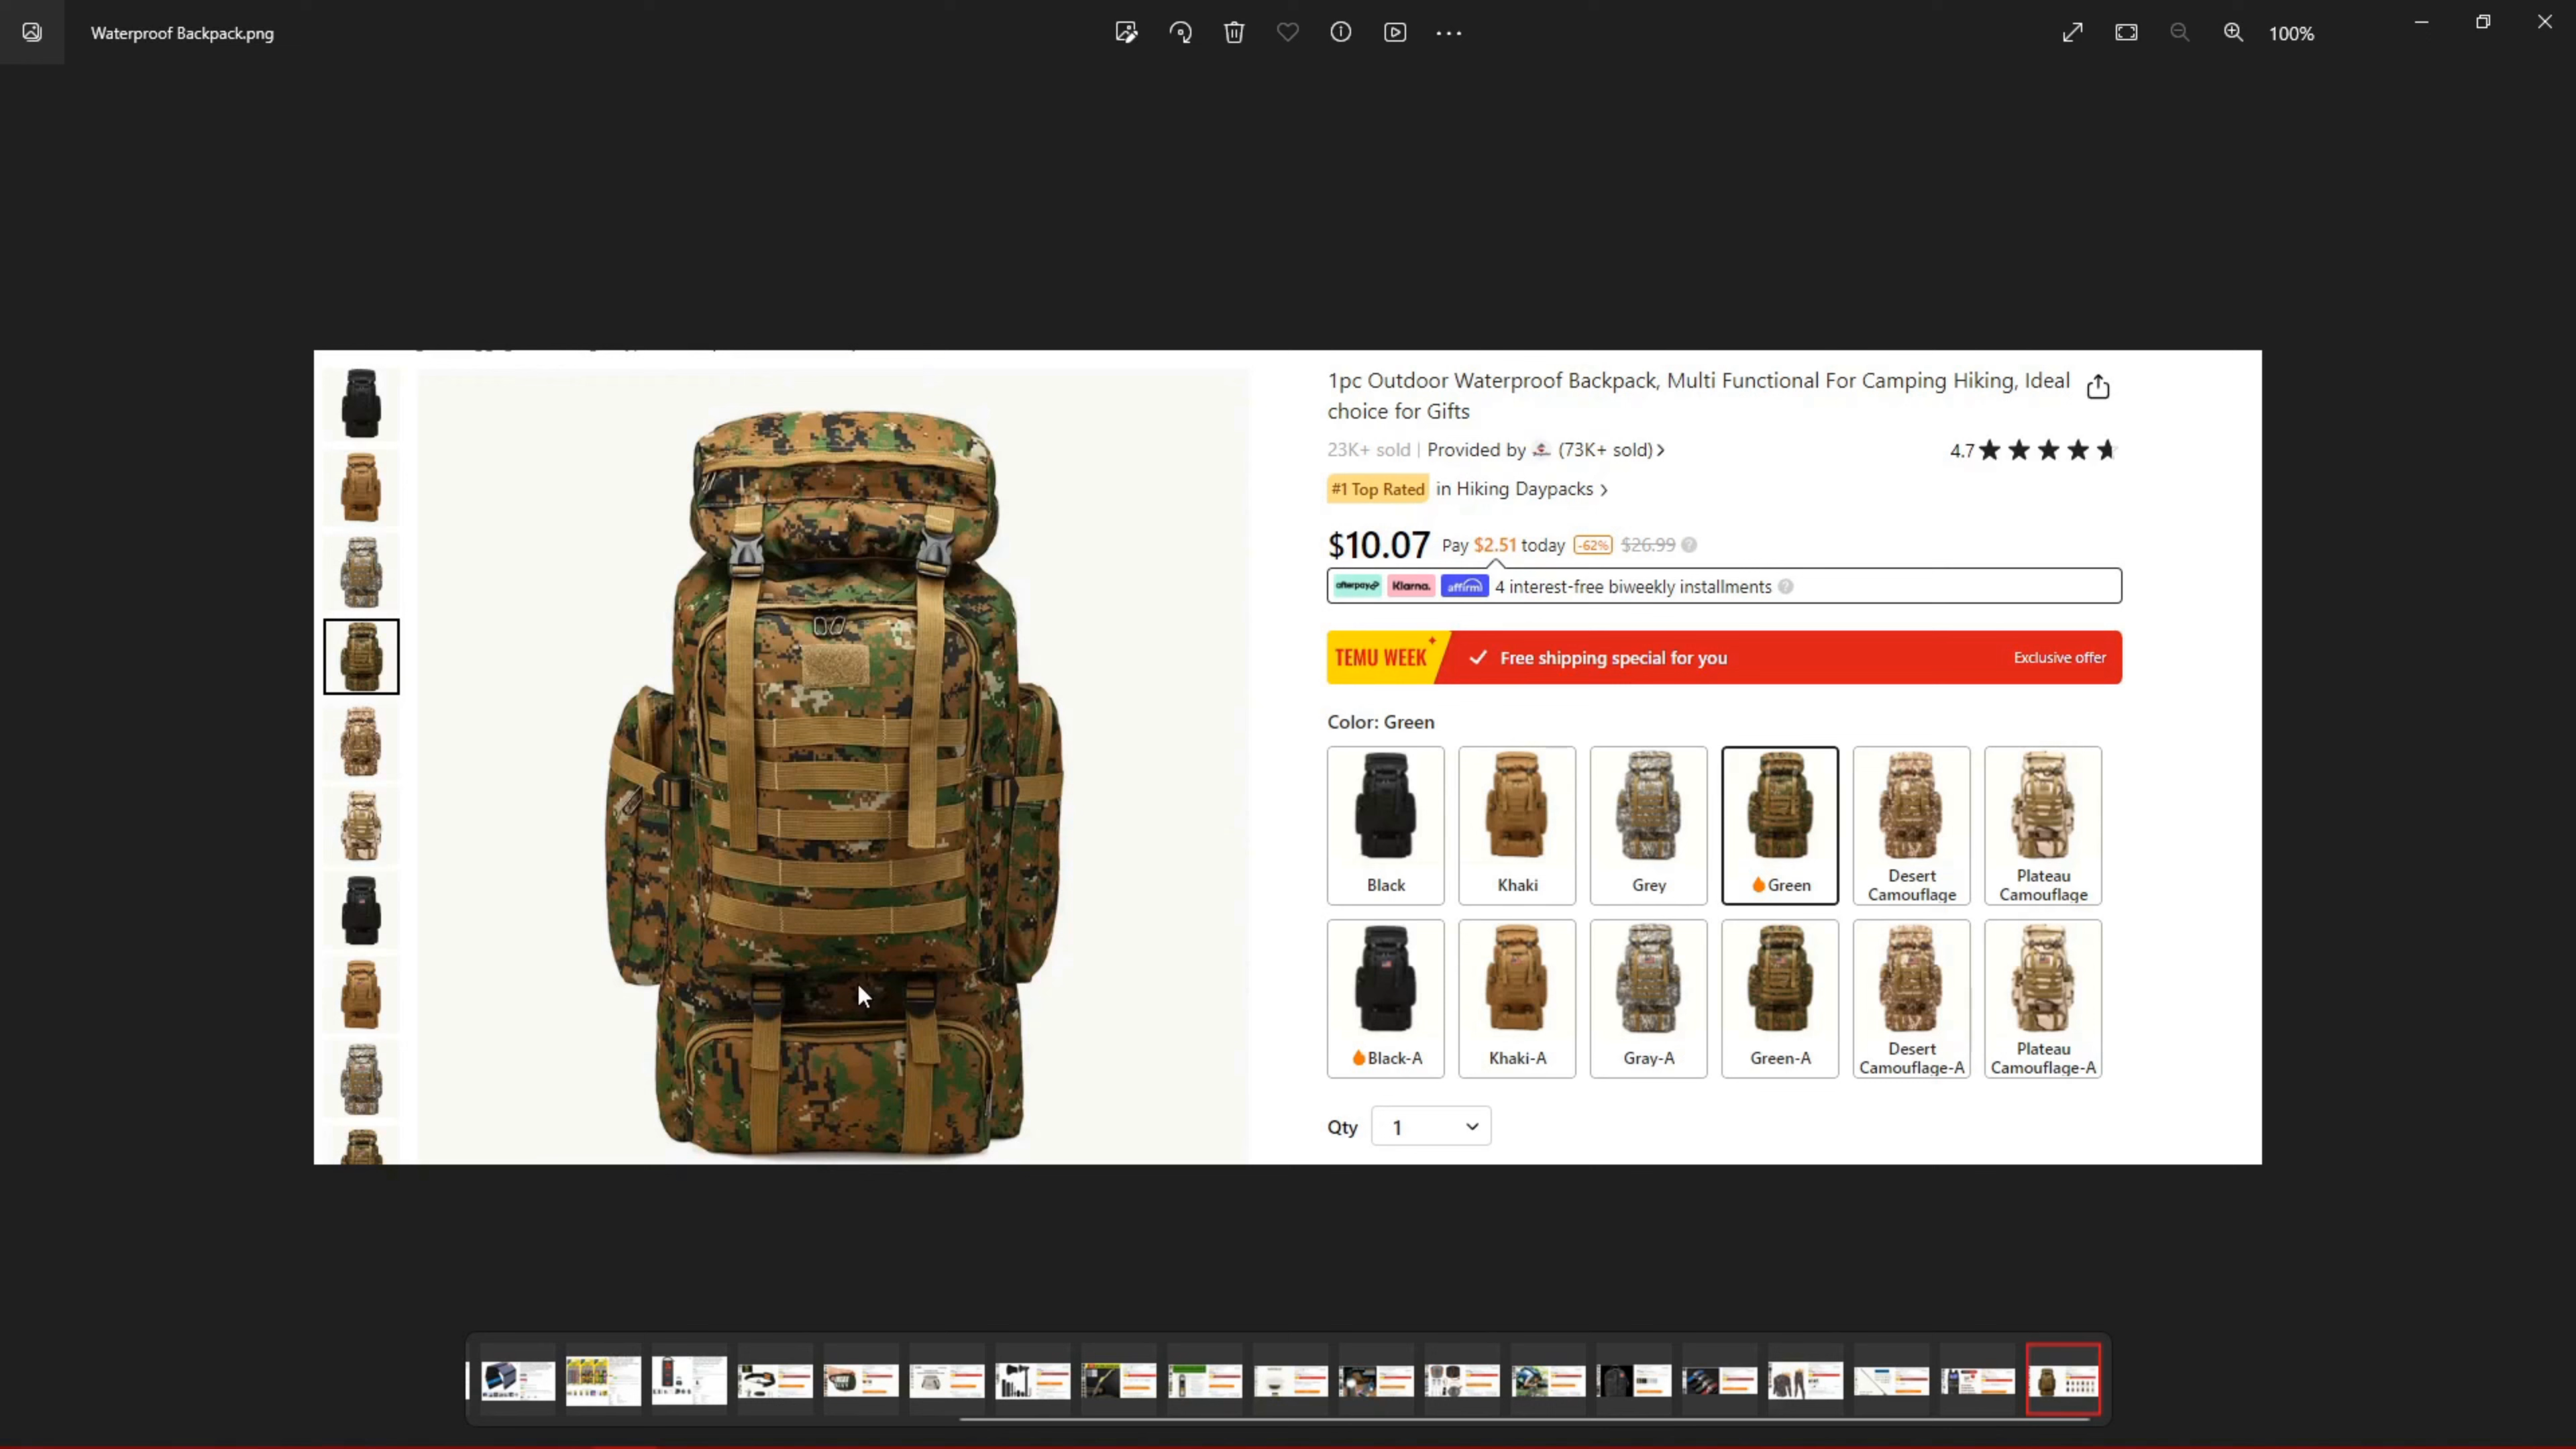 Waterproof Backpack.png
100%
1pc Outdoor Waterproof Backpack, Multi Functional For Camping Hiking, Ideal
choice for Gifts
23K+ sold | Provided by (73K+ sold) >
4.7
#1 Top Rated in Hiking Daypacks >
$10.07 Pay $2.51 today -62% $26.99 ?
afterpay Klarna. affirm 4 interest-free biweekly installments ?
TEMU WEEK Free shipping special for you Exclusive offer
Color: Green
Black
Khaki
Grey
Green
Desert
Camouflage
Plateau
Camouflage
Black-A
Khaki-A
Gray-A
Green-A
Desert
Camouflage-A
Plateau
Camouflage-A
Qty 1